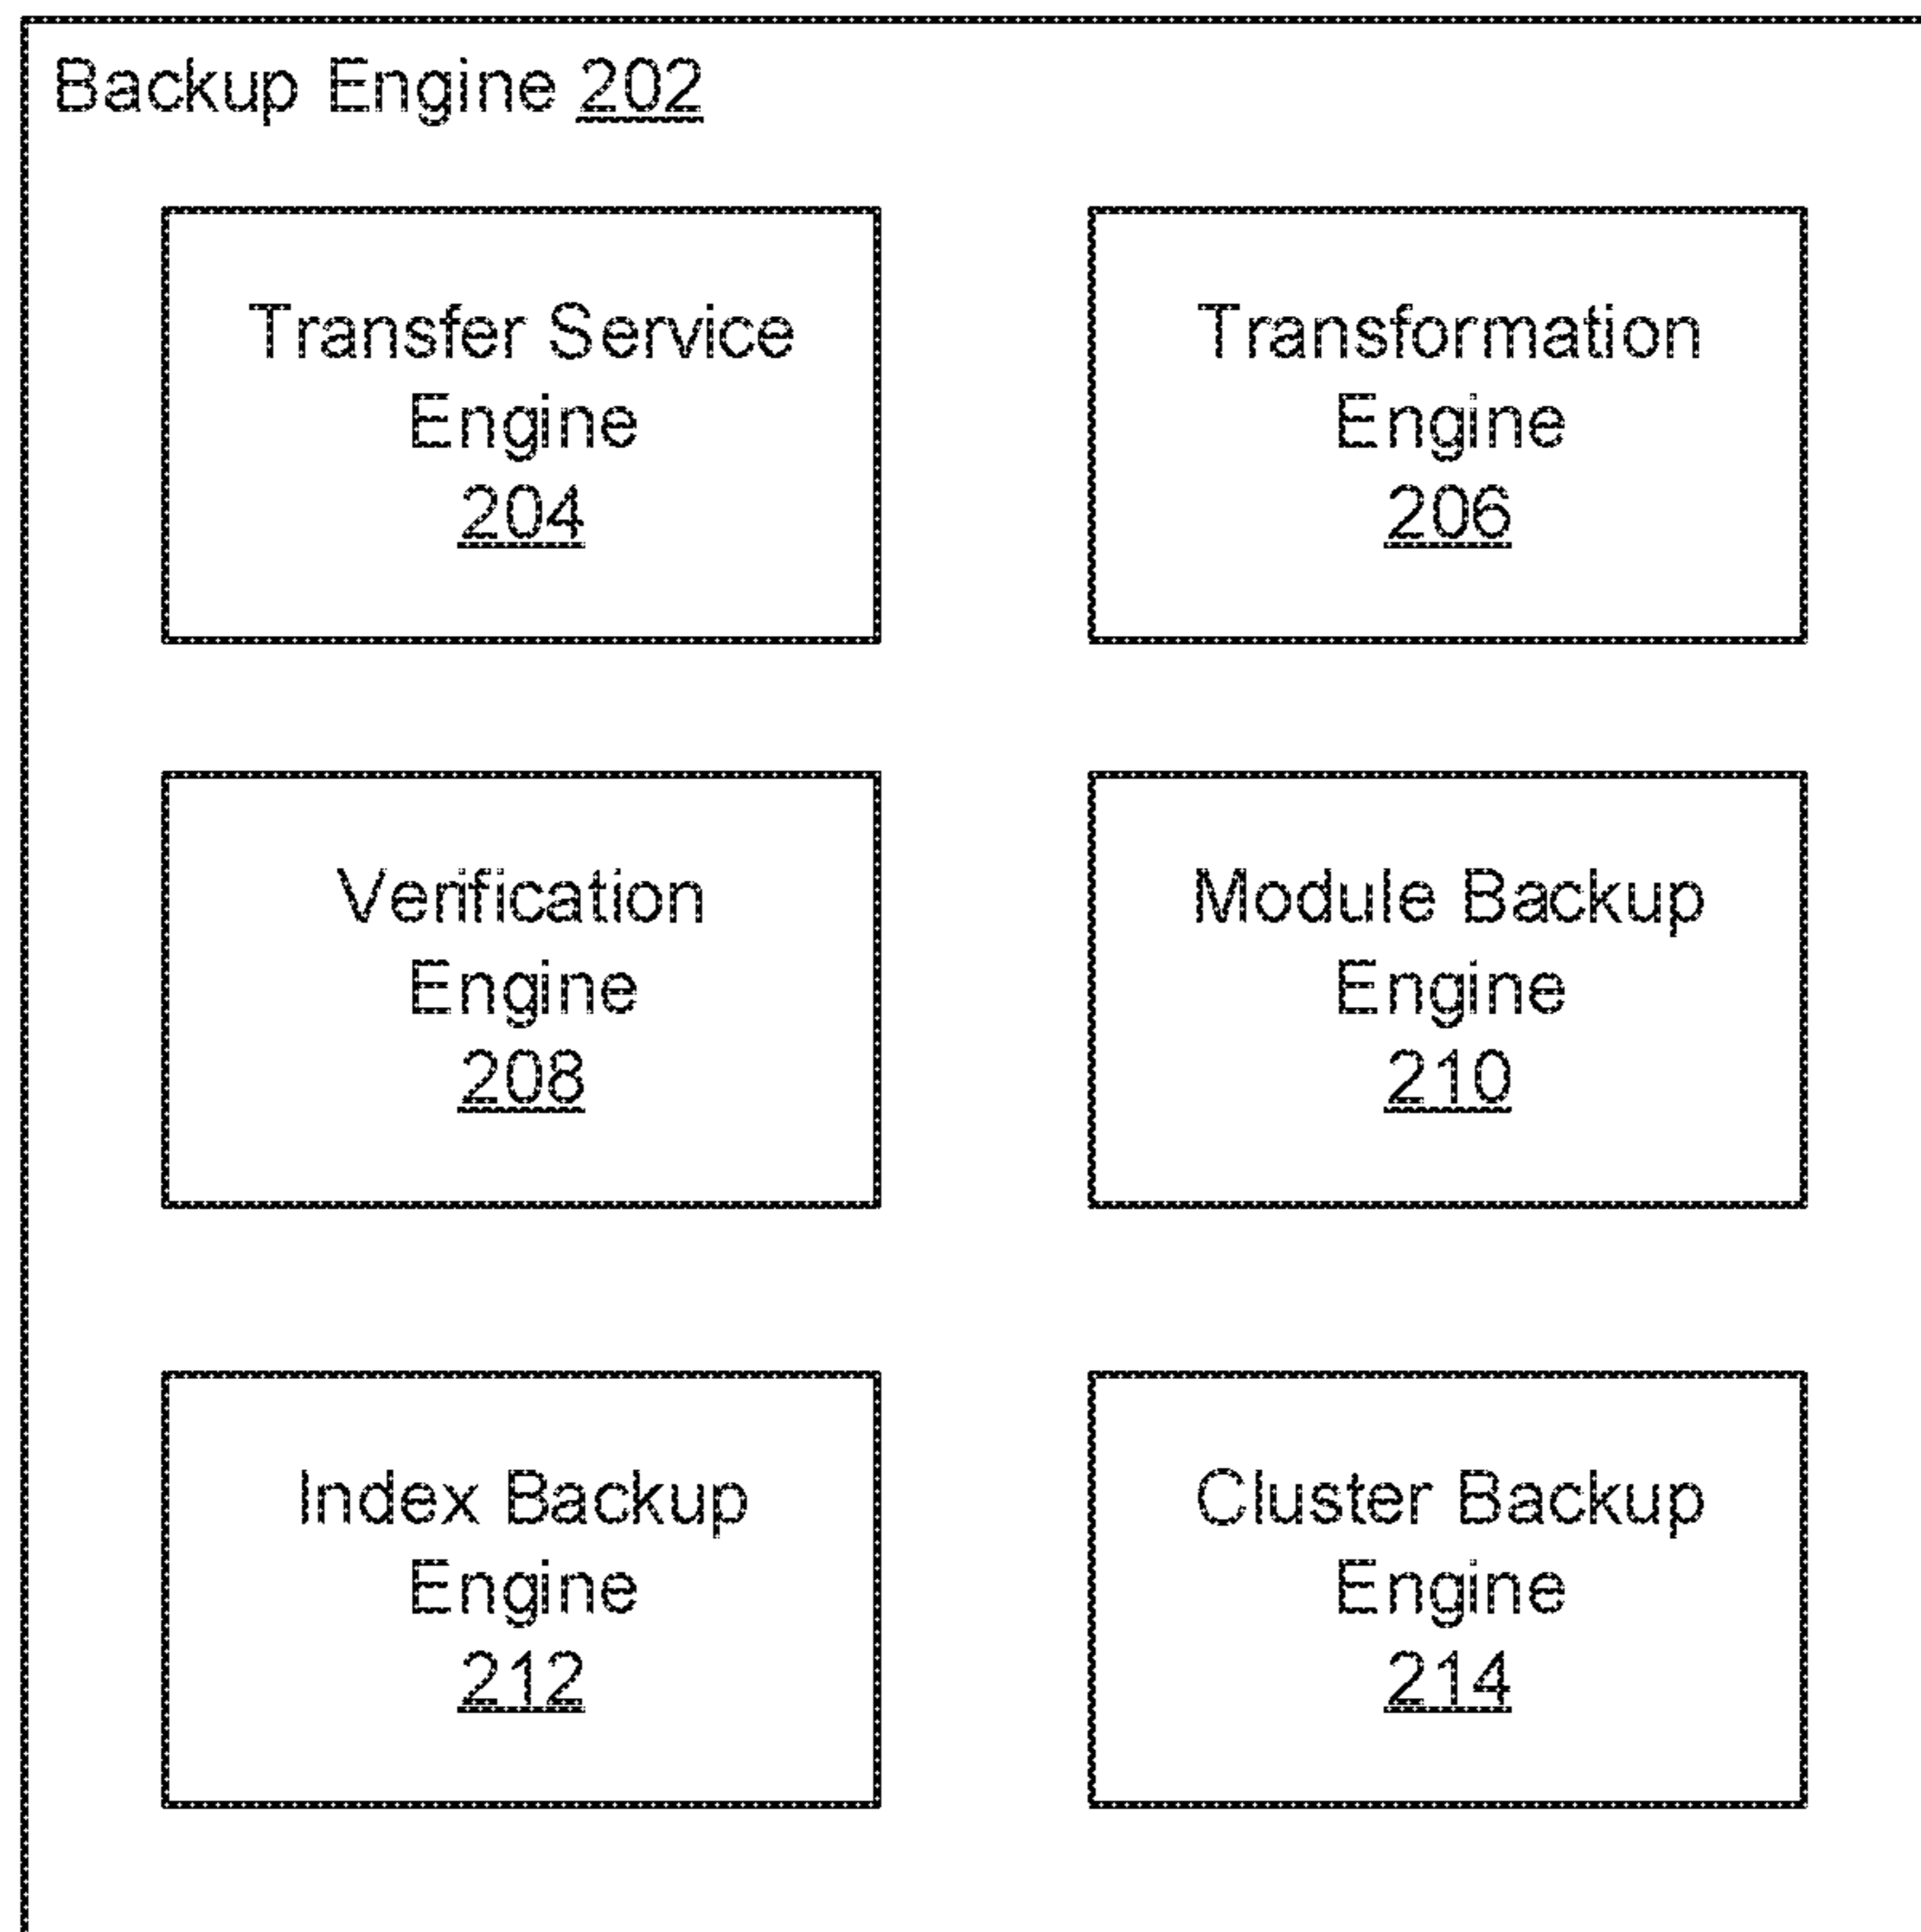 Backup Engine 202
Transfer Service
Engine
204
Transformation
Engine
206
Verification
Engine
208
Module Backup
Engine
210
Index Backup
Engine
212
Cluster Backup
Engine
214